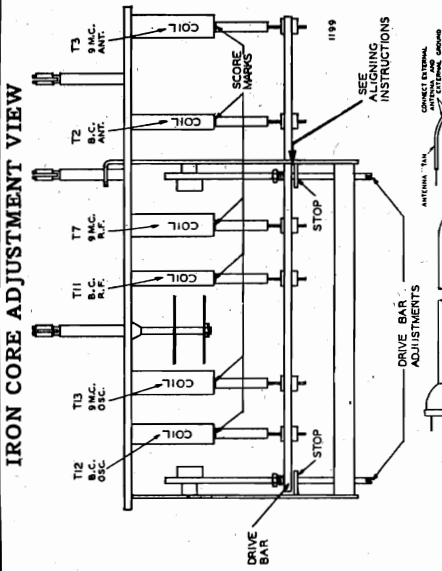 IRON CORE ADJUSTMENT VIEW
T12
B.C.
OSC.
T13
9 M.C.
OSC.
T11
B.C.
R.F.
T7
9 M.C.
R.F.
T2
B.C.
ANT.
T3
9 M.C.
ANT.
COIL
COIL
COIL
COIL
COIL
COIL
SCORE
MARKS
1199
DRIVE
BAR
STOP
STOP
SEE
ALIGNING
INSTRUCTIONS
DRIVE BAR
ADJUSTMENTS
ANTENNA TAN
CONNECT EXTERNAL
ANTENNA AND
EXTERNAL GROUND